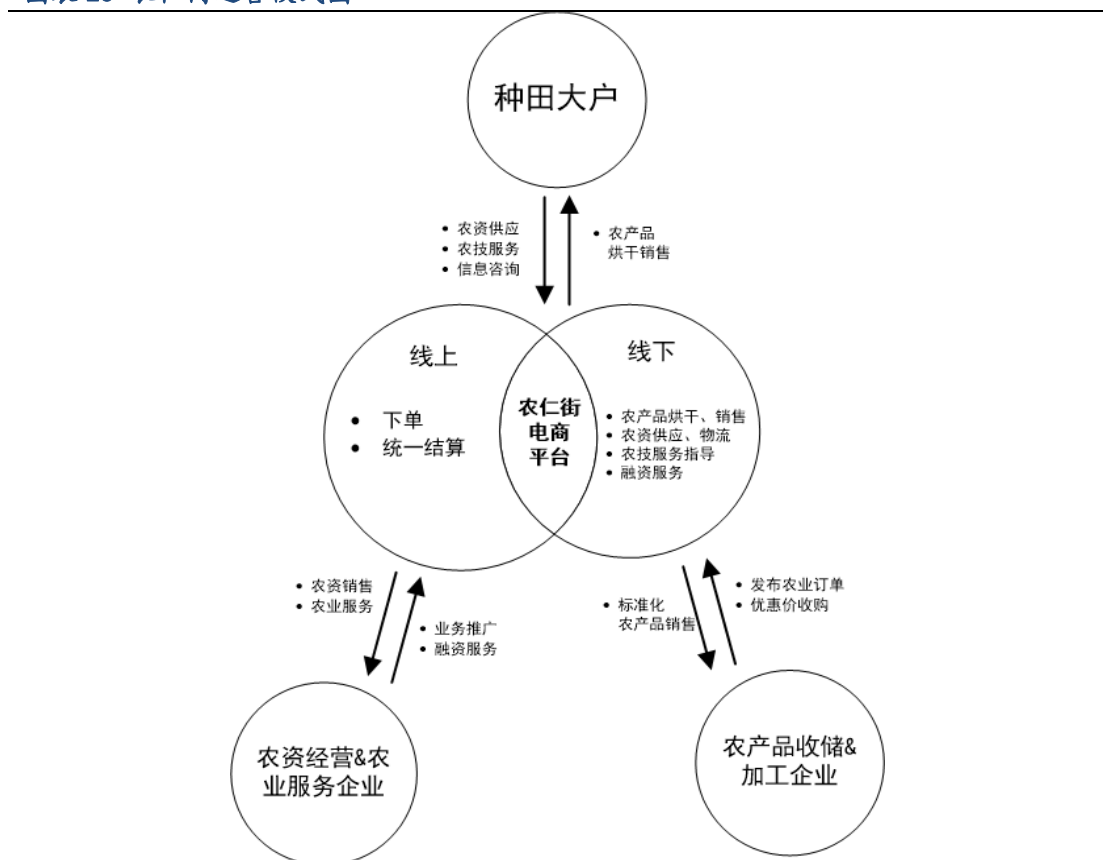 种田大户
• 农资供应
• 农技服务
• 信息咨询
• 农产品
烘干销售
线上
• 下单
• 统一结算
农仁街
电商
平台
线下
• 农产品烘干、销售
• 农资供应、物流
• 农技服务指导
• 融资服务
• 农资销售
• 农业服务
• 业务推广
• 融资服务
• 标准化
农产品销售
• 发布农业订单
• 优惠价收购
农资经营&农
业服务企业
农产品收储&
加工企业